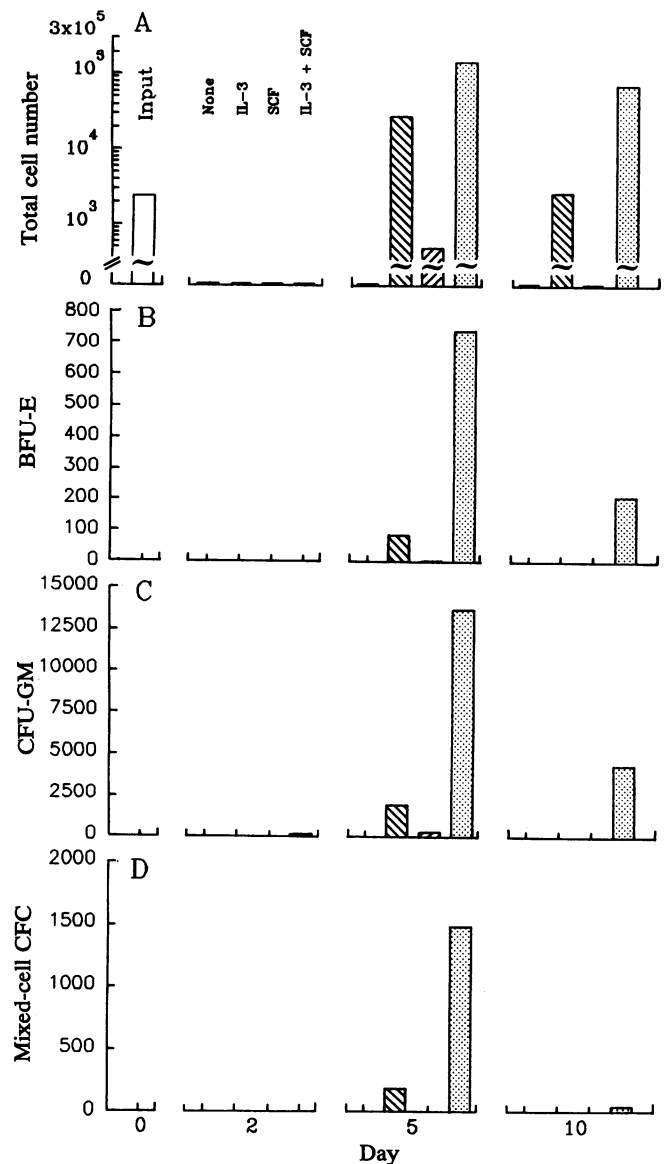 A
3x10⁵
10⁵
10⁴
10³
0
Total cell number
Input
None
IL-3
SCF
IL-3 + SCF
B
800
700
600
500
400
300
200
100
0
BFU-E
C
15000
12500
10000
7500
5000
2500
0
CFU-GM
D
2000
1500
1000
500
0
Mixed-cell CFC
0
2
5
10
Day